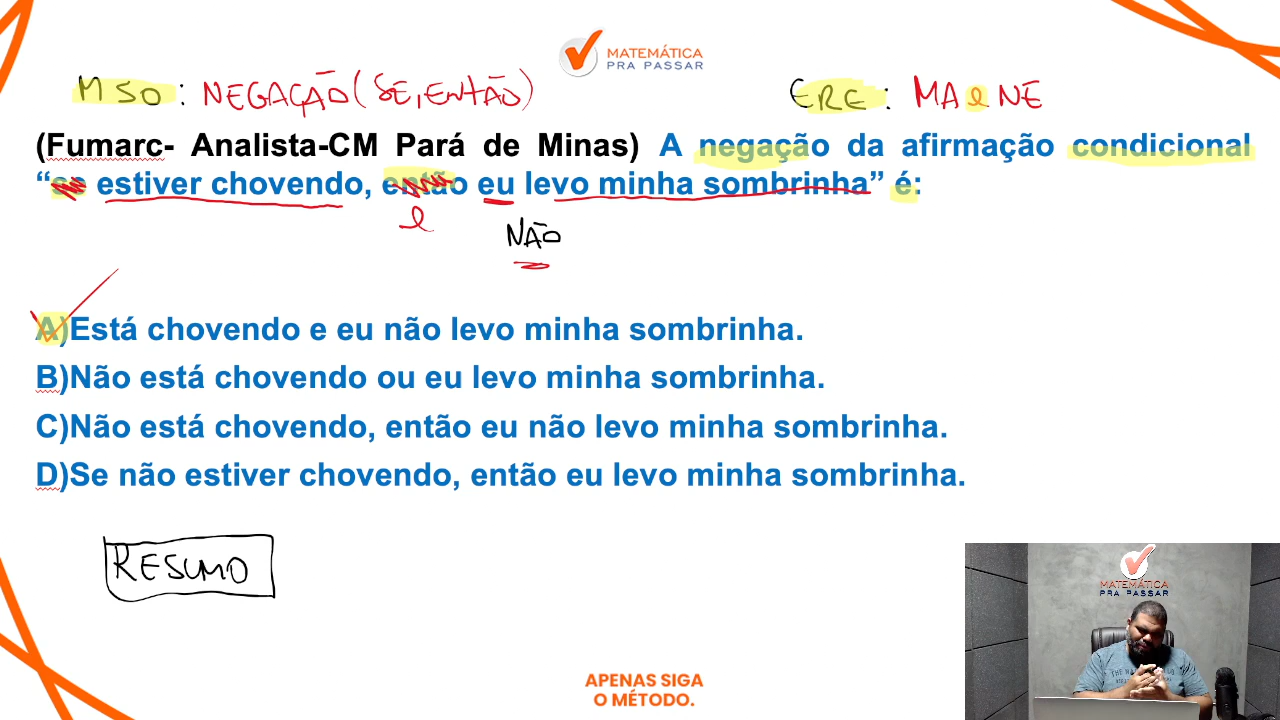 MATEMÁTICA
PRA PASSAR
MSO : NEGAÇÃO (SE, ENTÃO)
ERE : MA e NE
(Fumarc- Analista-CM Pará de Minas) A negação da afirmação condicional
“se estiver chovendo, então eu levo minha sombrinha” é:
e
NÃO
A)Está chovendo e eu não levo minha sombrinha.
B)Não está chovendo ou eu levo minha sombrinha.
C)Não está chovendo, então eu não levo minha sombrinha.
D)Se não estiver chovendo, então eu levo minha sombrinha.
RESUMO
MATEMÁTICA
PRA PASSAR
APENAS SIGA
O MÉTODO.